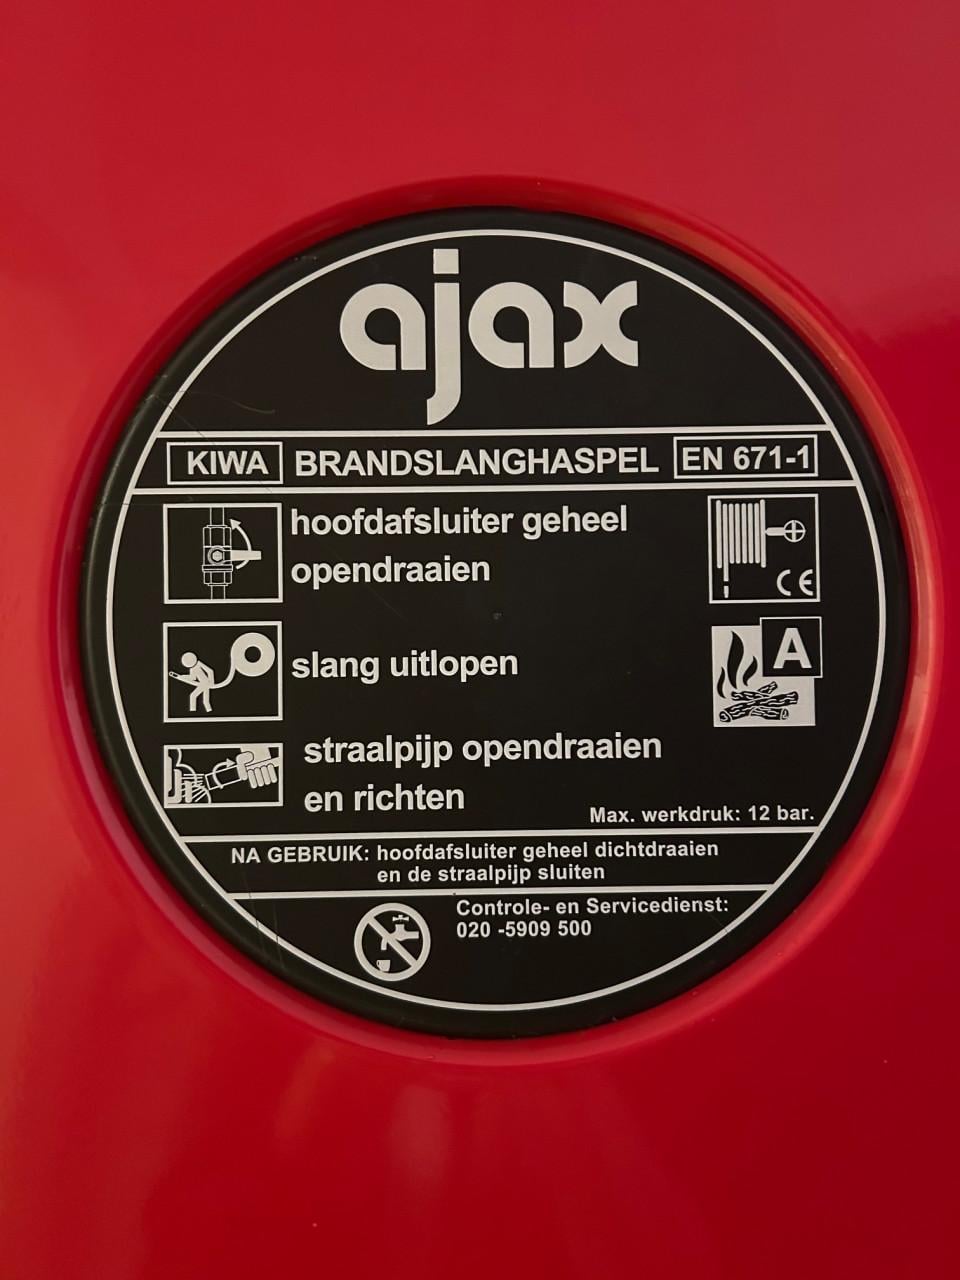 ajax
KIWA BRANDSLANGHASPEL EN 671-1
hoofdafsluiter geheel
opendraaien
CE
slang uitlopen
A
straalpijp opendraaien
en richten
Max. werkdruk: 12 bar.
NA GEBRUIK: hoofdafsluiter geheel dichtdraaien
en de straalpijp sluiten
Controle- en Servicedienst:
020 -5909 500